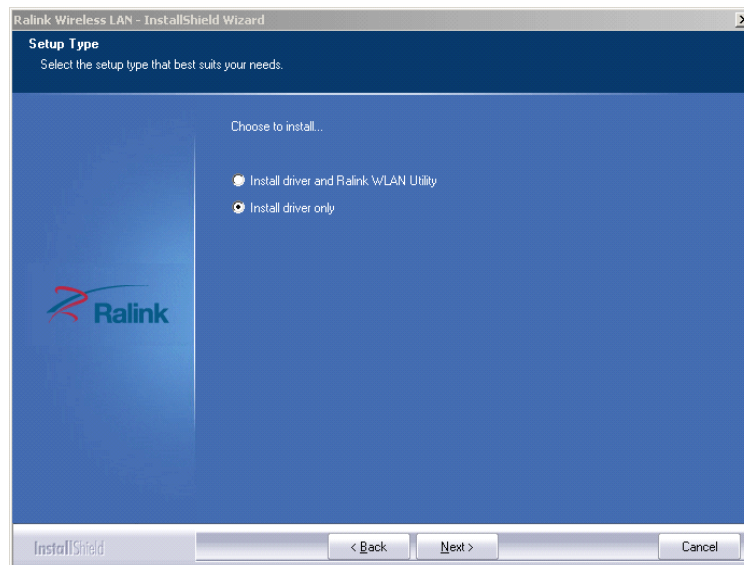 Ralink Wireless LAN - InstallShield Wizard
Setup Type
Select the setup type that best suits your needs.
Choose to install...
Install driver and Ralink WLAN Utility
Install driver only
Ralink
InstallShield
< Back
Next >
Cancel